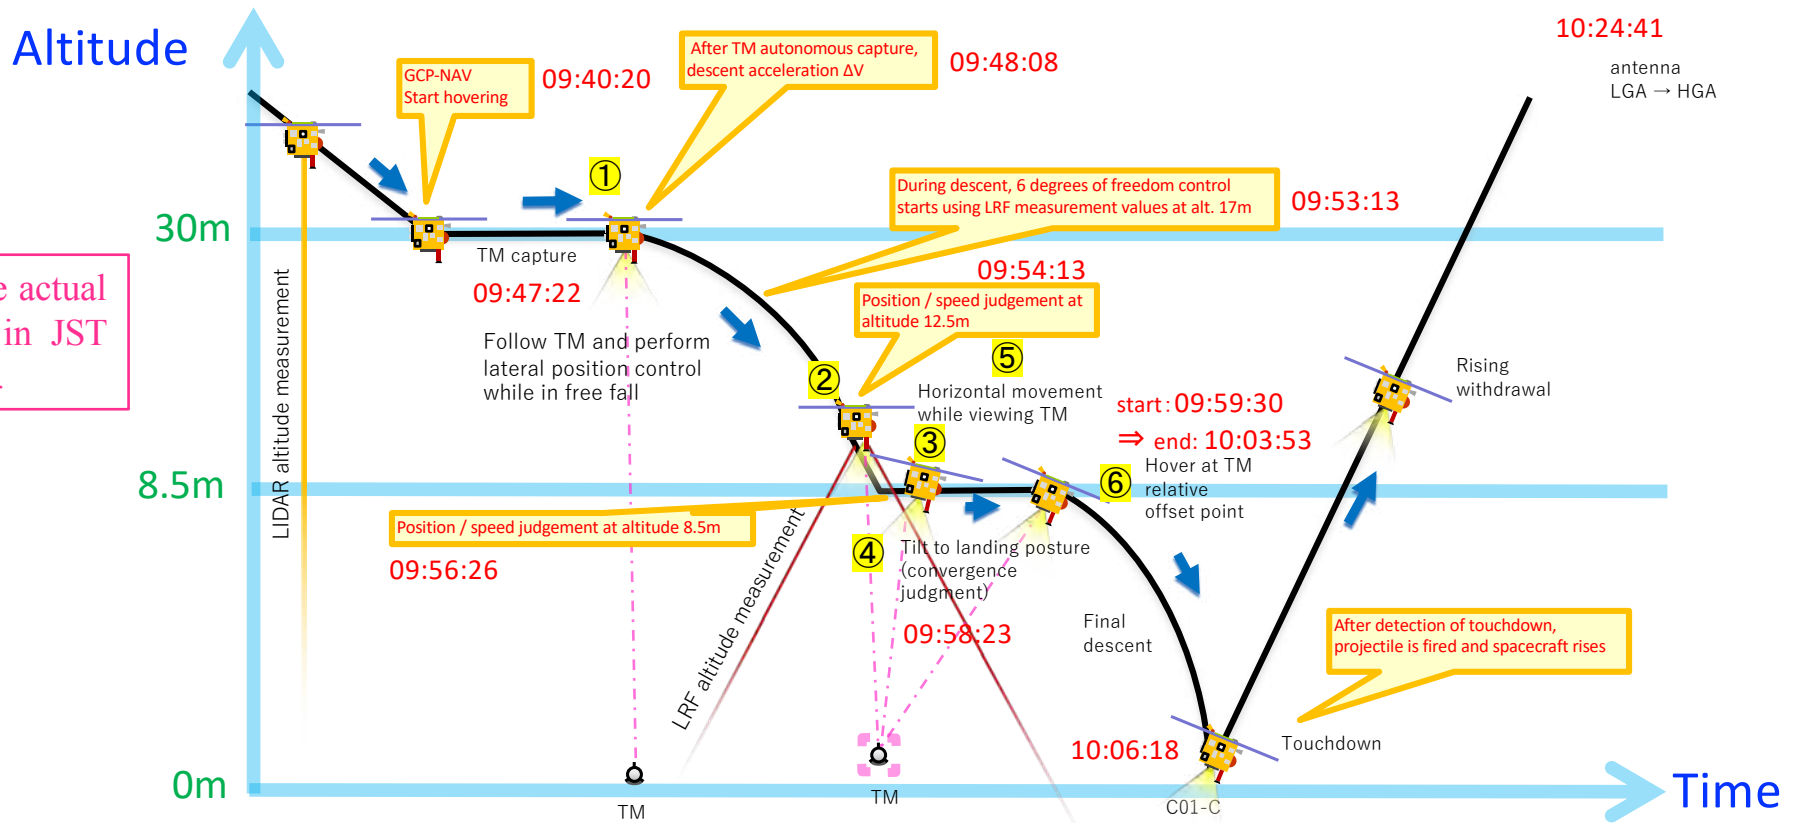 Altitude
10:24:41
antenna
LGA → HGA
GCP-NAV
Start hovering
09:40:20
After TM autonomous capture,
descent acceleration ΔV
09:48:08
①
During descent, 6 degrees of freedom control
starts using LRF measurement values at alt. 17m
09:53:13
30m
TM capture
09:47:22
09:54:13
Position / speed judgement at
altitude 12.5m
actual
in JST
Follow TM and perform
lateral position control
while in free fall
LIDAR altitude measurement
②
⑤
Horizontal movement
while viewing TM
start: 09:59:30
⇒ end: 10:03:53
Rising
withdrawal
③
8.5m
⑥
Hover at TM
relative
offset point
Position / speed judgement at altitude 8.5m
09:56:26
LRF altitude measurement
④
Tilt to landing posture
(convergence
judgment)
09:58:23
Final
descent
After detection of touchdown,
projectile is fired and spacecraft rises
10:06:18
Touchdown
0m
TM
TM
C01-C
Time